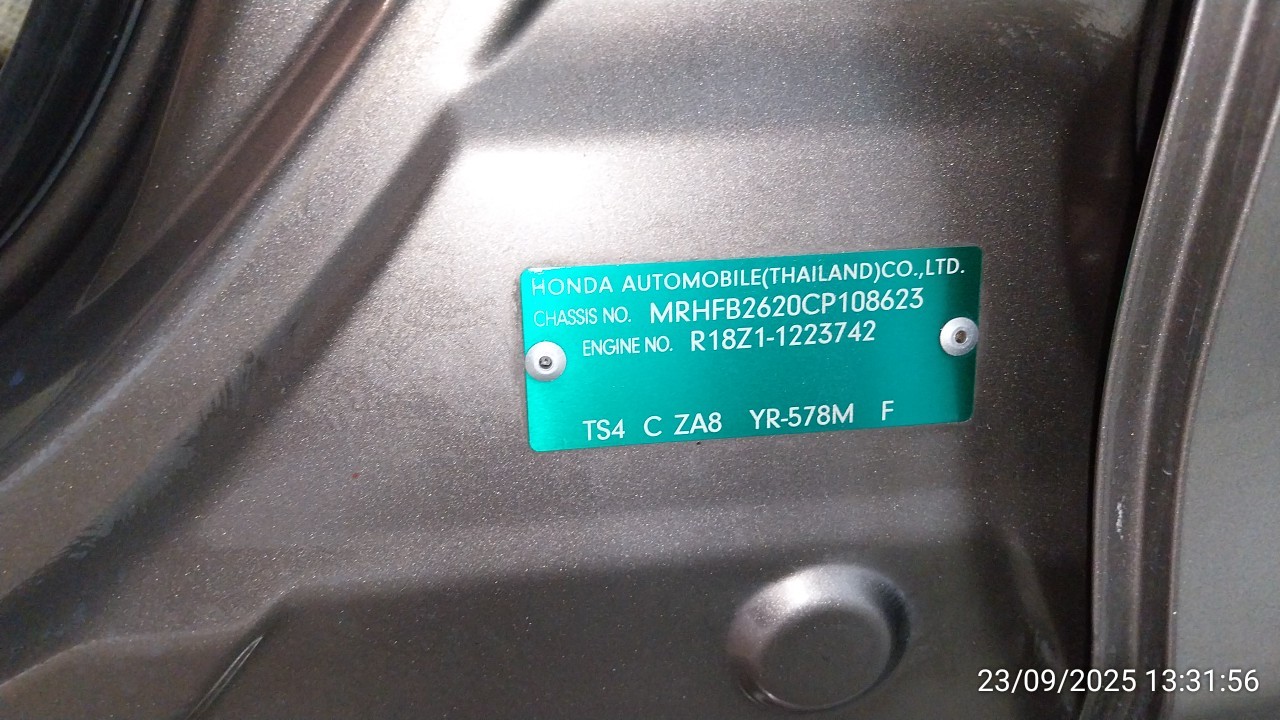 HONDA AUTOMOBILE(THAILAND)CO.,LTD.
CHASSIS NO. MRHFB2620CP108623
ENGINE NO. R18Z1-1223742
TS4 C ZA8 YR-578M F
23/09/2025 13:31:56